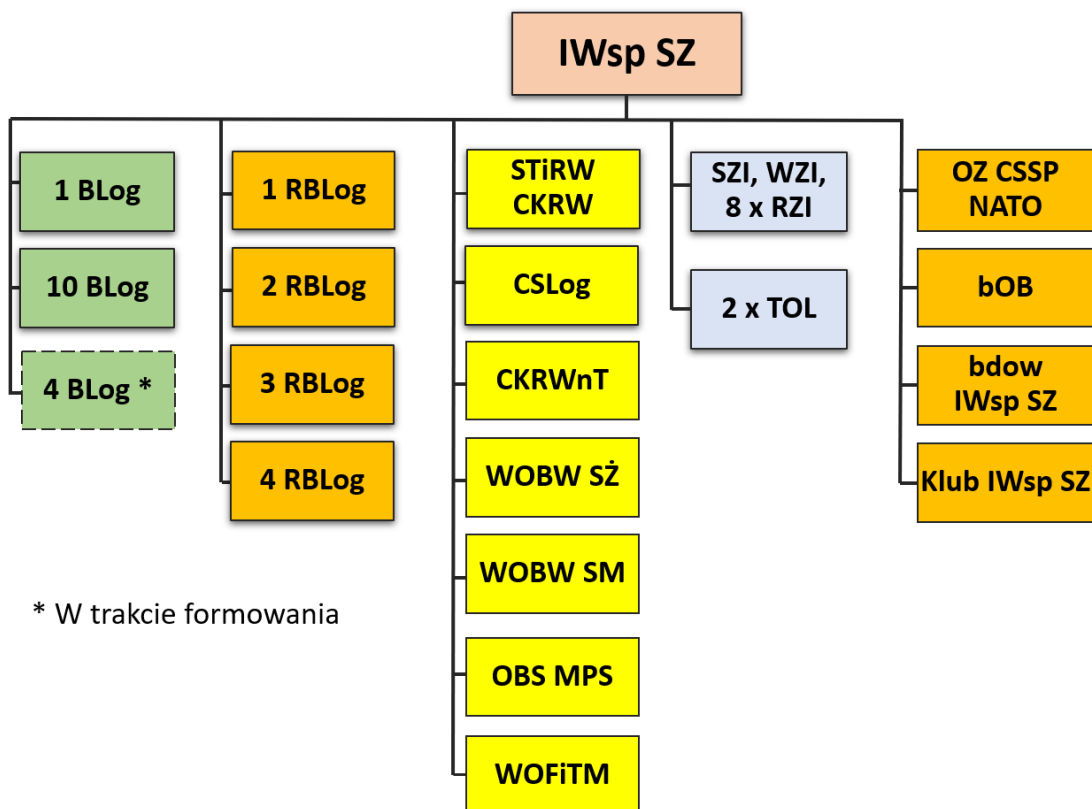 IWsp SZ
1 BLog
10 BLog
4 BLog *
1 RBLog
2 RBLog
3 RBLog
4 RBLog
STiRW
CKRW
CSLog
CKRWnT
WOBW SŻ
WOBW SM
OBS MPS
WOFiTM
SZI, WZI,
8 x RZI
2 x TOL
OZ CSSP
NATO
bOB
bdow
IWsp SZ
Klub IWsp SZ
* W trakcie formowania